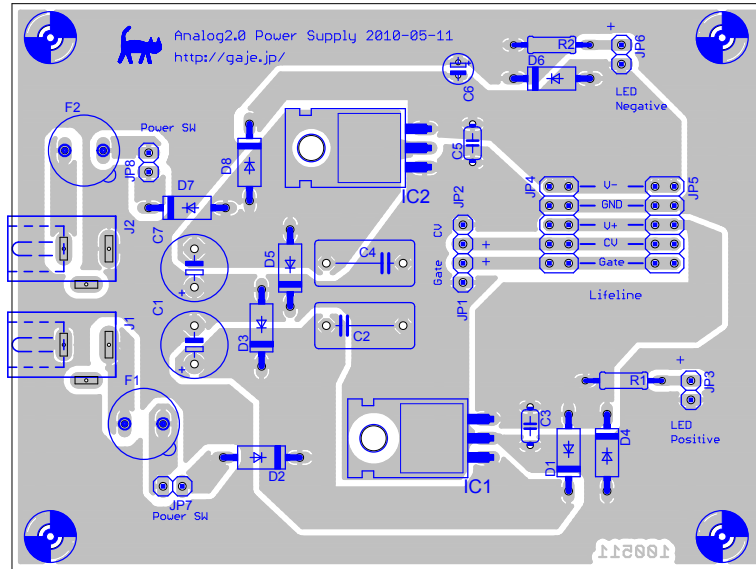 Analog2.0 Power Supply 2010-05-11
http://gaje.jp/
R2
+
JP6
D6
C6
LED
Negative
F2
Power SW
JP8
D8
D7
IC2
C5
JP2
JP4
V-
GND
V+
CV
Gate
JP5
CV
+
Gate
+
JP1
Lifeline
J2
C7
+
D5
C4
J1
C1
+
D3
C2
F1
R1
+
JP3
LED
Positive
C3
D1
D4
D2
IC1
JP7
Power SW
100511